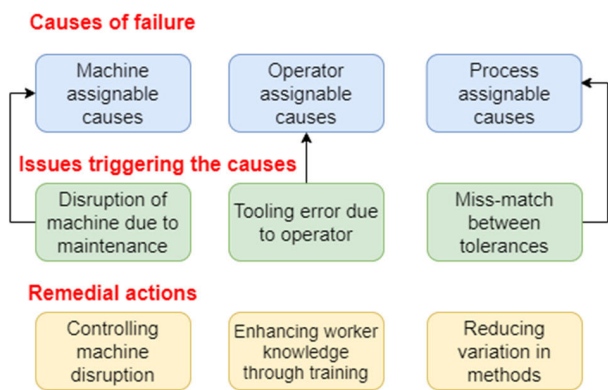 Causes of failure
Machine
assignable
causes
Operator
assignable
causes
Process
assignable
causes
Issues triggering the causes
Disruption of
machine due to
maintenance
Tooling error due
to operator
Miss-match
between
tolerances
Remedial actions
Controlling
machine
disruption
Enhancing worker
knowledge
through training
Reducing
variation in
methods